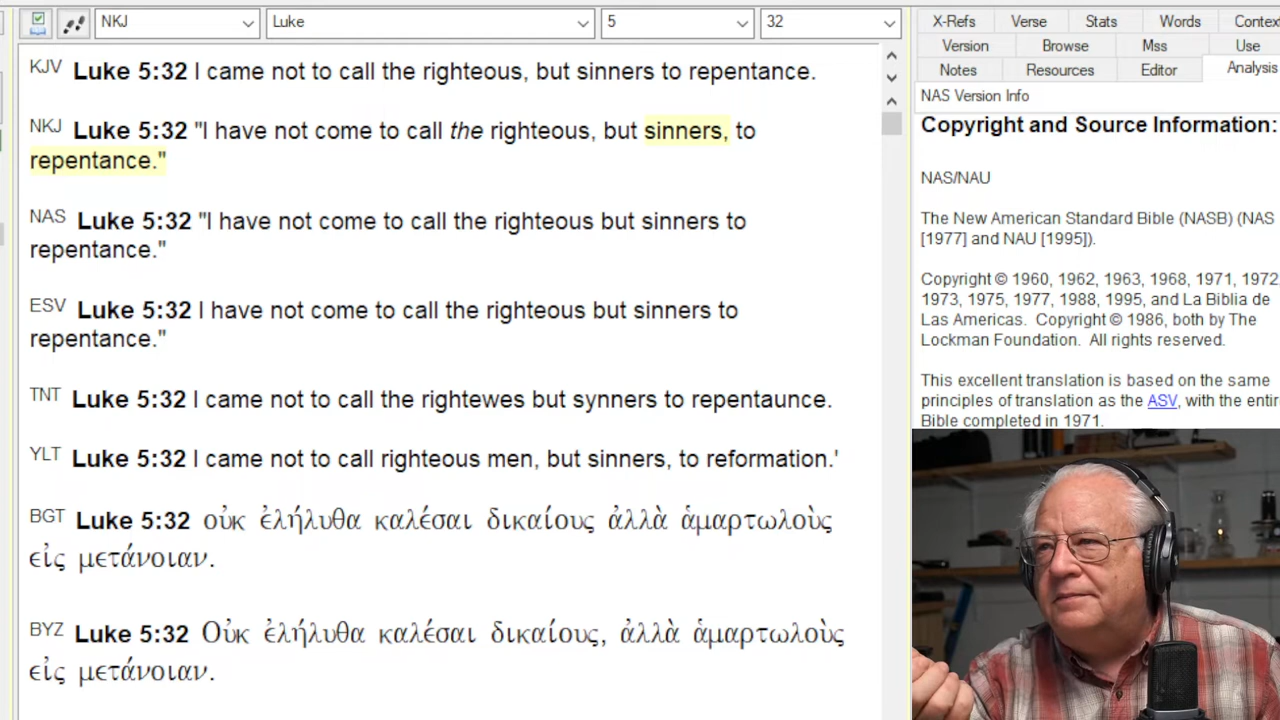 NKJ Luke 5 32
KJV Luke 5:32 I came not to call the righteous, but sinners to repentance.
NKJ Luke 5:32 "I have not come to call the righteous, but sinners, to
repentance."
NAS Luke 5:32 "I have not come to call the righteous but sinners to
repentance."
ESV Luke 5:32 I have not come to call the righteous but sinners to
repentance."
TNT Luke 5:32 I came not to call the rightewes but synners to repentaunce.
YLT Luke 5:32 I came not to call righteous men, but sinners, to reformation.'
BGT Luke 5:32 οὐκ ἐλήλυθα καλέσαι δικαίους ἀλλὰ ἁμαρτωλοὺς
εἰς μετάνοιαν.
BYZ Luke 5:32 Οὐκ ἐλήλυθα καλέσαι δικαίους, ἀλλὰ ἁμαρτωλοὺς
εἰς μετάνοιαν.
X-Refs Verse Stats Words Contex
Version Browse Mss Use
Notes Resources Editor Analysis
NAS Version Info
Copyright and Source Information:
NAS/NAU
The New American Standard Bible (NASB) (NAS
[1977] and NAU [1995]).
Copyright © 1960, 1962, 1963, 1968, 1971, 1972
1973, 1975, 1977, 1988, 1995, and La Biblia de
Las Americas. Copyright © 1986, both by The
Lockman Foundation. All rights reserved.
This excellent translation is based on the same
principles of translation as the ASV, with the entir
Bible completed in 1971.